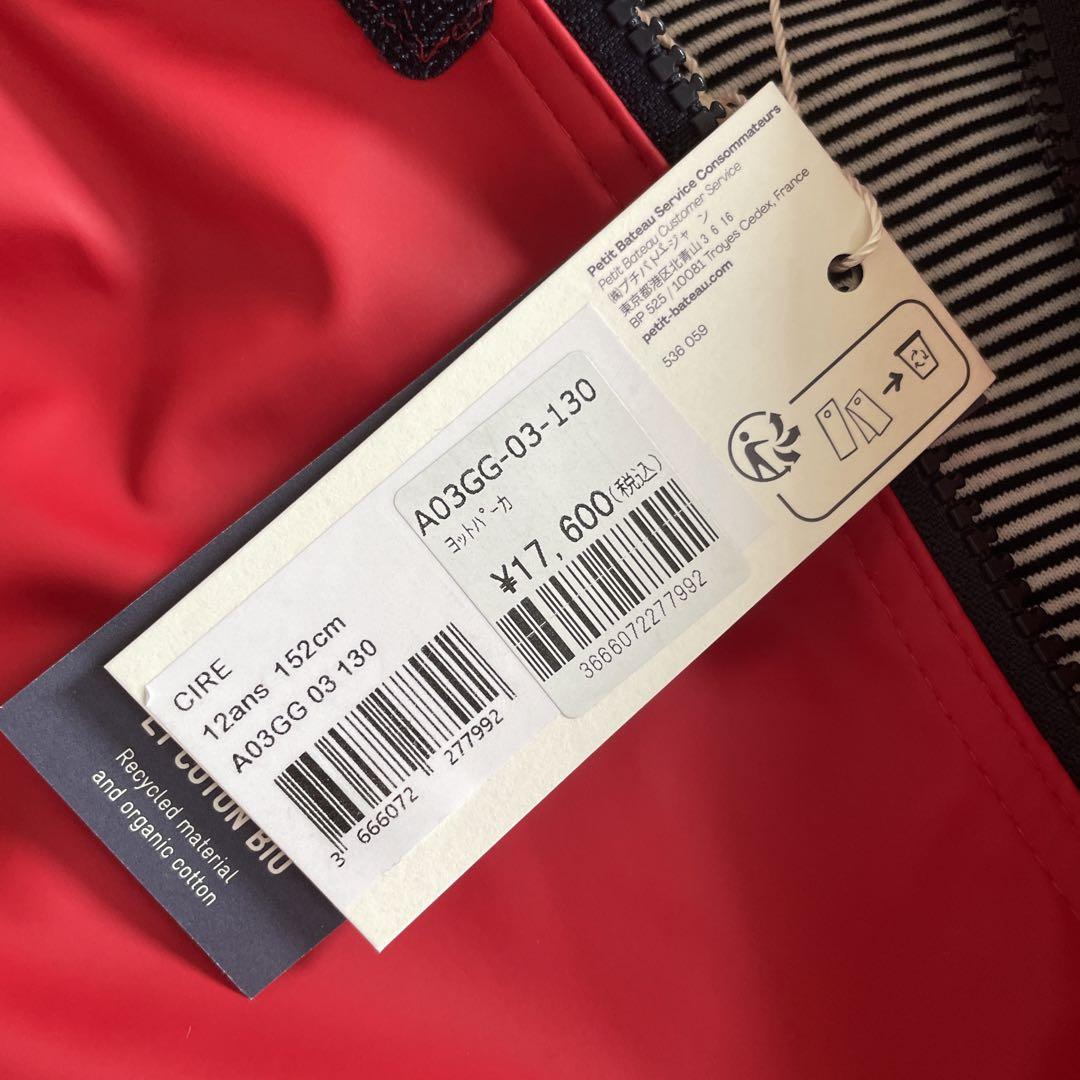 Petit Bateau Service Consommateurs
Petit Bateau Customer Service
㈱プチバトー・ジャパン
東京都港区北青山 3 6 16
BP 525 / 10081 Troyes Cedex, France
petit-bateau.com
536 059
A03GG-03-130
ヨットパーカ
¥17,600(税込)
3666072277992
CIRE
12ans 152cm
A03GG 03 130
3 666072 277992
ET COTON BIO
Recycled material
and organic cotton